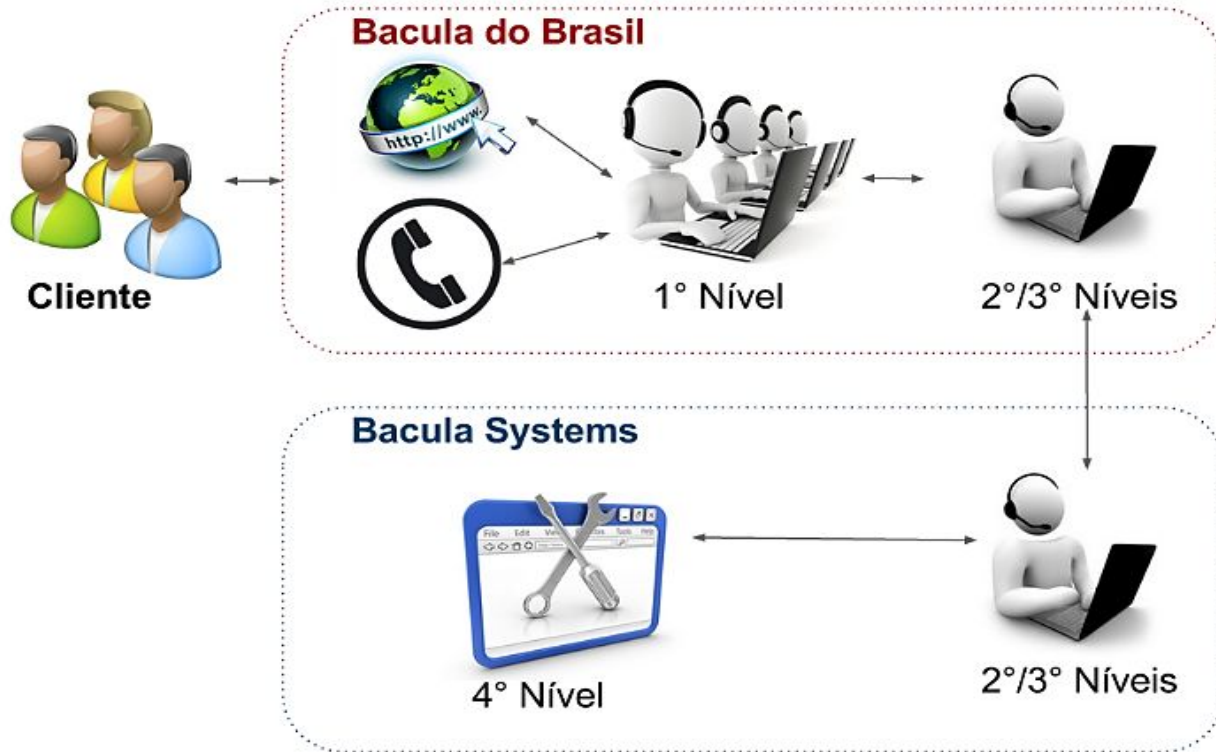 Bacula do Brasil
http://www.
Cliente
1° Nível
2°/3° Níveis
Bacula Systems
File Edit Tools Help
4° Nível
2°/3° Níveis